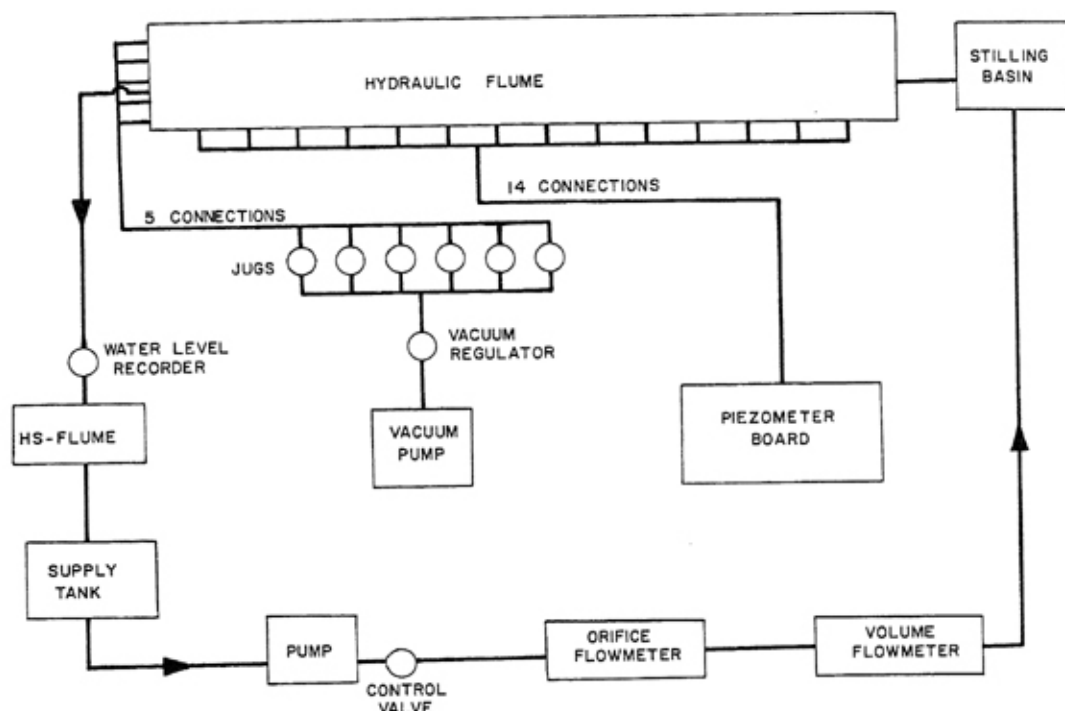 HYDRAULIC FLUME
STILLING
BASIN
14 CONNECTIONS
5 CONNECTIONS
JUGS
WATER LEVEL
RECORDER
VACUUM
REGULATOR
HS-FLUME
VACUUM
PUMP
PIEZOMETER
BOARD
SUPPLY
TANK
PUMP
CONTROL
VALVE
ORIFICE
FLOWMETER
VOLUME
FLOWMETER